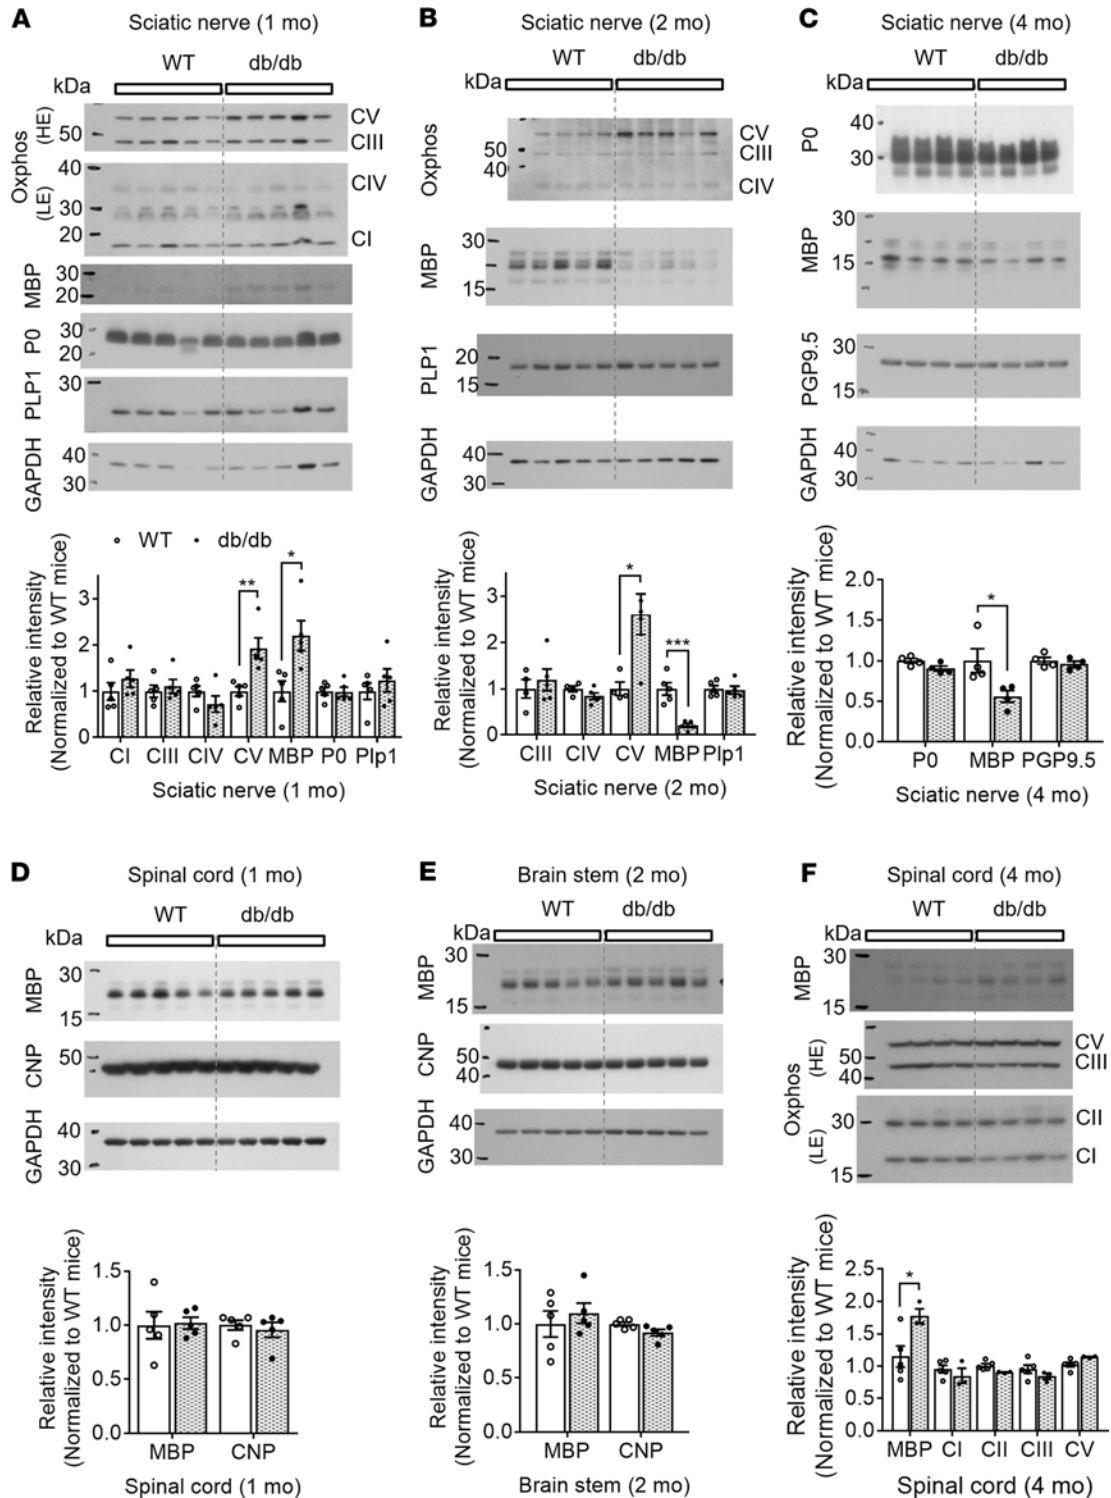 A Sciatic nerve (1 mo)
WT db/db
kDa
Oxphos
(HE)
50
CV
CIII
(LE)
40
30
20
CIV
CI
MBP
30
20
P0
30
20
PLP1
30
GAPDH
40
30
WT db/db
Relative intensity
(Normalized to WT mice)
3
2
1
0
** *
CI CIII CIV CV MBP P0 Plp1
Sciatic nerve (1 mo)
B Sciatic nerve (2 mo)
WT db/db
kDa
Oxphos
50
40
CV
CIII
CIV
MBP
30
15
PLP1
20
15
GAPDH
40
30
Relative intensity
(Normalized to WT mice)
3
2
1
0
* ***
CIII CIV CV MBP Plp1
Sciatic nerve (2 mo)
C Sciatic nerve (4 mo)
WT db/db
kDa
P0
40
30
MBP
30
15
PGP9.5
30
15
GAPDH
40
30
Relative intensity
(Normalized to WT mice)
2.0
1.5
1.0
0.5
0.0
*
P0 MBP PGP9.5
Sciatic nerve (4 mo)
D Spinal cord (1 mo)
WT db/db
kDa
MBP
30
15
CNP
50
GAPDH
40
30
Relative intensity
(Normalized to WT mice)
1.5
1.0
0.5
0.0
MBP CNP
Spinal cord (1 mo)
E Brain stem (2 mo)
WT db/db
kDa
MBP
30
15
CNP
50
40
GAPDH
40
30
Relative intensity
(Normalized to WT mice)
1.5
1.0
0.5
0.0
MBP CNP
Brain stem (2 mo)
F Spinal cord (4 mo)
WT db/db
kDa
MBP
30
15
Oxphos
(HE)
50
40
CV
CIII
(LE)
30
15
CII
CI
Relative intensity
(Normalized to WT mice)
2.5
2.0
1.5
1.0
0.5
0.0
*
MBP CI CII CIII CV
Spinal cord (4 mo)